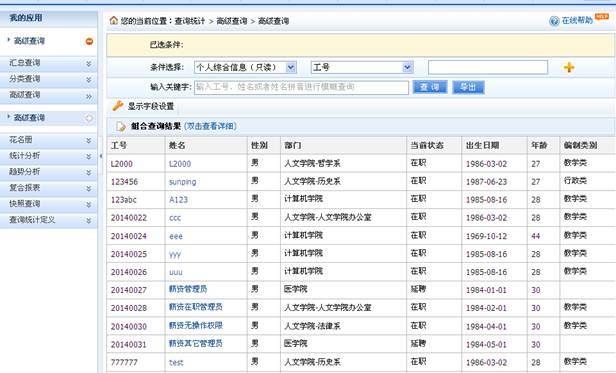 我的应用
您的当前位置：查询统计 > 高级查询 > 高级查询
在线帮助 HELP
高级查询
已选条件：
汇总查询
条件选择： 个人综合信息（只读） 工号
分类查询
输入关键字： 输入工号、姓名或者姓名拼音进行模糊查询 查 询 导出
高级查询
显示字段设置
高级查询
组合查询结果 (双击查看详细)
花名册
统计分析
趋势分析
复合报表
快照查询
查询统计定义
工号 姓名 性别 部门 当前状态 出生日期 年龄 编制类别
L2000 L2000 男 人文学院-哲学系 在职 1986-03-02 27 教学类
123456 sunping 男 人文学院-历史系 在职 1987-06-23 27 行政类
123abc A123 男 计算机学院 在职 1985-08-16 28 教学类
20140022 ccc 男 人文学院-人文学院办公室 在职 1986-03-02 28 教学类
20140024 eee 男 计算机学院 在职 1969-10-12 44 教学类
20140025 yyy 男 计算机学院 在职 1985-08-16 28 教学类
20140026 uuu 男 计算机学院 在职 1985-08-16 28 教学类
20140027 薪资管理员 男 医学院 延聘 1984-01-01 30
20140028 薪资在职管理员 男 人文学院-人文学院办公室 在职 1984-02-01 30 教学类
20140030 薪资无操作权限 男 人文学院-法律系 在职 1984-04-01 30 教学类
20140031 薪资其它管理员 男 医学院 延聘 1984-05-01 30
777777 test 男 人文学院-历史系 在职 1986-03-02 28 教学类